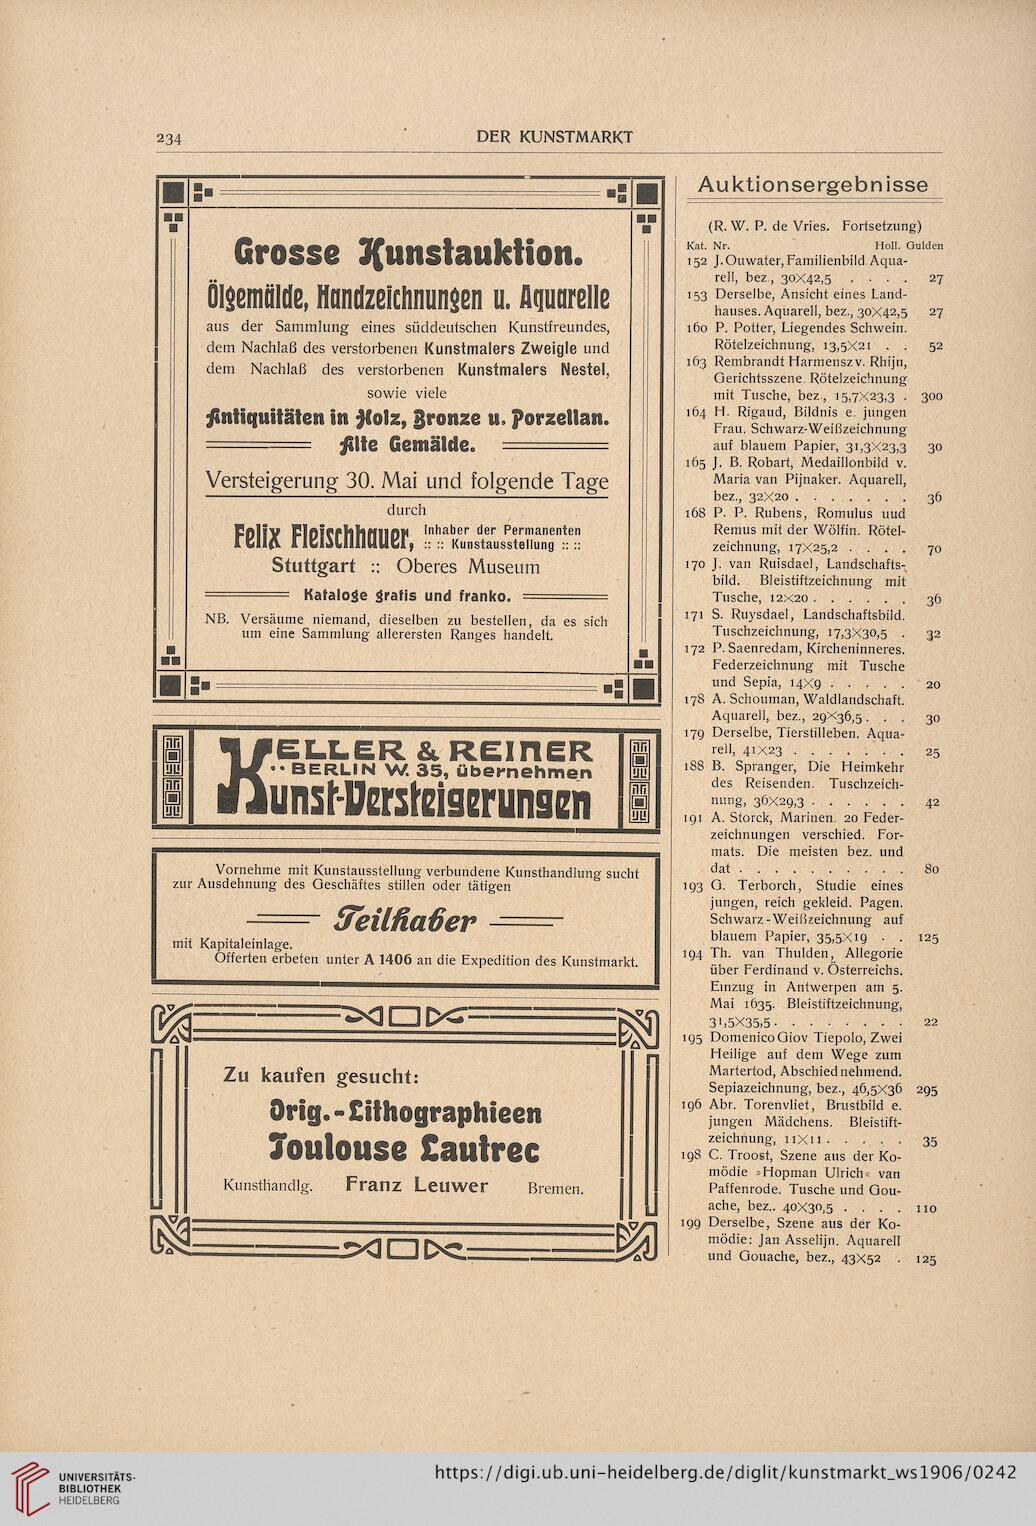 234
DER KUNSTMARKT
Grosse Kunstauktion.
Ölgemälde, Handzeichnungen u. Aquarelle
aus der Sammlung eines süddeutschen Kunstfreundes,
dem Nachlaß des verstorbenen Kunstmalers Zweigle und
dem Nachlaß des verstorbenen Kunstmalers Nestel,
sowie viele
Antiquitäten in Holz, Bronze u. Porzellan.
Alte Gemälde.
Versteigerung 30. Mai und folgende Tage
durch
Felix Fleischhauer, Inhaber der Permanenten
:: :: Kunstausstellung :: ::
Stuttgart :: Oberes Museum
Kataloge gratis und franko.
NB. Versäume niemand, dieselben zu bestellen, da es sich
um eine Sammlung allerersten Ranges handelt.
KELLER & REINER
BERLIN W. 35, übernehmen
Kunst-Versteigerungen
Vornehme mit Kunstausstellung verbundene Kunsthandlung sucht
zur Ausdehnung des Geschäftes stillen oder tätigen
Teilhaber
mit Kapitaleinlage.
Offerten erbeten unter A 1406 an die Expedition des Kunstmarkt.
Zu kaufen gesucht:
Orig.-Lithographieen
Toulouse Lautrec
Kunsthandlg. Franz Leuwer Bremen.
Auktionsergebnisse
(R. W. P. de Vries. Fortsetzung)
Kat. Nr. Holl. Gulden
152 J. Ouwater, Familienbild Aqua-
rell, bez., 30×42,5 . . . . 27
153 Derselbe, Ansicht eines Land-
hauses. Aquarell, bez., 30×42,5 27
160 P. Potter, Liegendes Schwein.
Rötelzeichnung, 13,5×21 . . 52
163 Rembrandt Harmensz v. Rhijn,
Gerichtsszene. Rötelzeichnung
mit Tusche, bez., 15,7×23,3 . 300
164 H. Rigaud, Bildnis e. jungen
Frau. Schwarz-Weißzeichnung
auf blauem Papier, 31,3×23,3 30
165 J. B. Robart, Medaillonbild v.
Maria van Pijnaker. Aquarell,
bez., 32×20 . . . . . . . 36
168 P. P. Rubens, Romulus uud
Remus mit der Wölfin. Rötel-
zeichnung, 17×25,2 . . . . 70
170 J. van Ruisdael, Landschafts-
bild. Bleistiftzeichnung mit
Tusche, 12×20 . . . . . . 36
171 S. Ruysdael, Landschaftsbild.
Tuschzeichnung, 17,3×30,5 . 32
172 P. Saenredam, Kircheninneres.
Federzeichnung mit Tusche
und Sepia, 14×9 . . . . . 20
178 A. Schouman, Waldlandschaft.
Aquarell, bez., 29×36,5 . . . 30
179 Derselbe, Tierstilleben. Aqua-
rell, 41×23 . . . . . . . 25
188 B. Spranger, Die Heimkehr
des Reisenden. Tuschzeich-
nung, 36×29,3 . . . . . . 42
191 A. Storck, Marinen. 20 Feder-
zeichnungen verschied. For-
mats. Die meisten bez. und
dat . . . . . . . . . . 80
193 G. Terborch, Studie eines
jungen, reich gekleid. Pagen.
Schwarz-Weißzeichnung auf
blauem Papier, 35,5×19 . . 125
194 Th. van Thulden, Allegorie
über Ferdinand v. Österreichs.
Einzug in Antwerpen am 5.
Mai 1635. Bleistiftzeichnung,
31,5×35,5 . . . . . . . . 22
195 Domenico Giov Tiepolo, Zwei
Heilige auf dem Wege zum
Martertod, Abschied nehmend.
Sepiazeichnung, bez., 46,5×36 295
196 Abr. Torenvliet, Brustbild e.
jungen Mädchens. Bleistift-
zeichnung, 11×11 . . . . . 35
198 C. Troost, Szene aus der Ko-
mödie »Hopman Ulrich« van
Paffenrode. Tusche und Gou-
ache, bez.. 40×30,5 . . . . 110
199 Derselbe, Szene aus der Ko-
mödie: Jan Asselijn. Aquarell
und Gouache, bez., 43×52 . 125
UNIVERSITÄTS-
BIBLIOTHEK
HEIDELBERG
https://digi.ub.uni-heidelberg.de/diglit/kunstmarkt_ws1906/0242